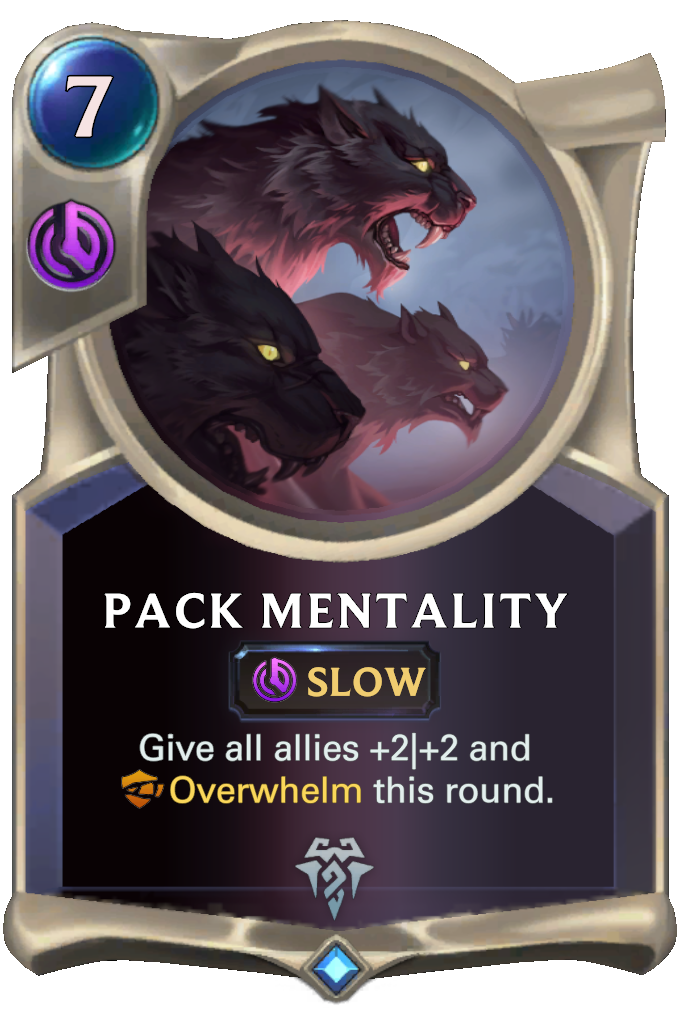 7
PACK MENTALITY
SLOW
Give all allies +2|+2 and
Overwhelm this round.